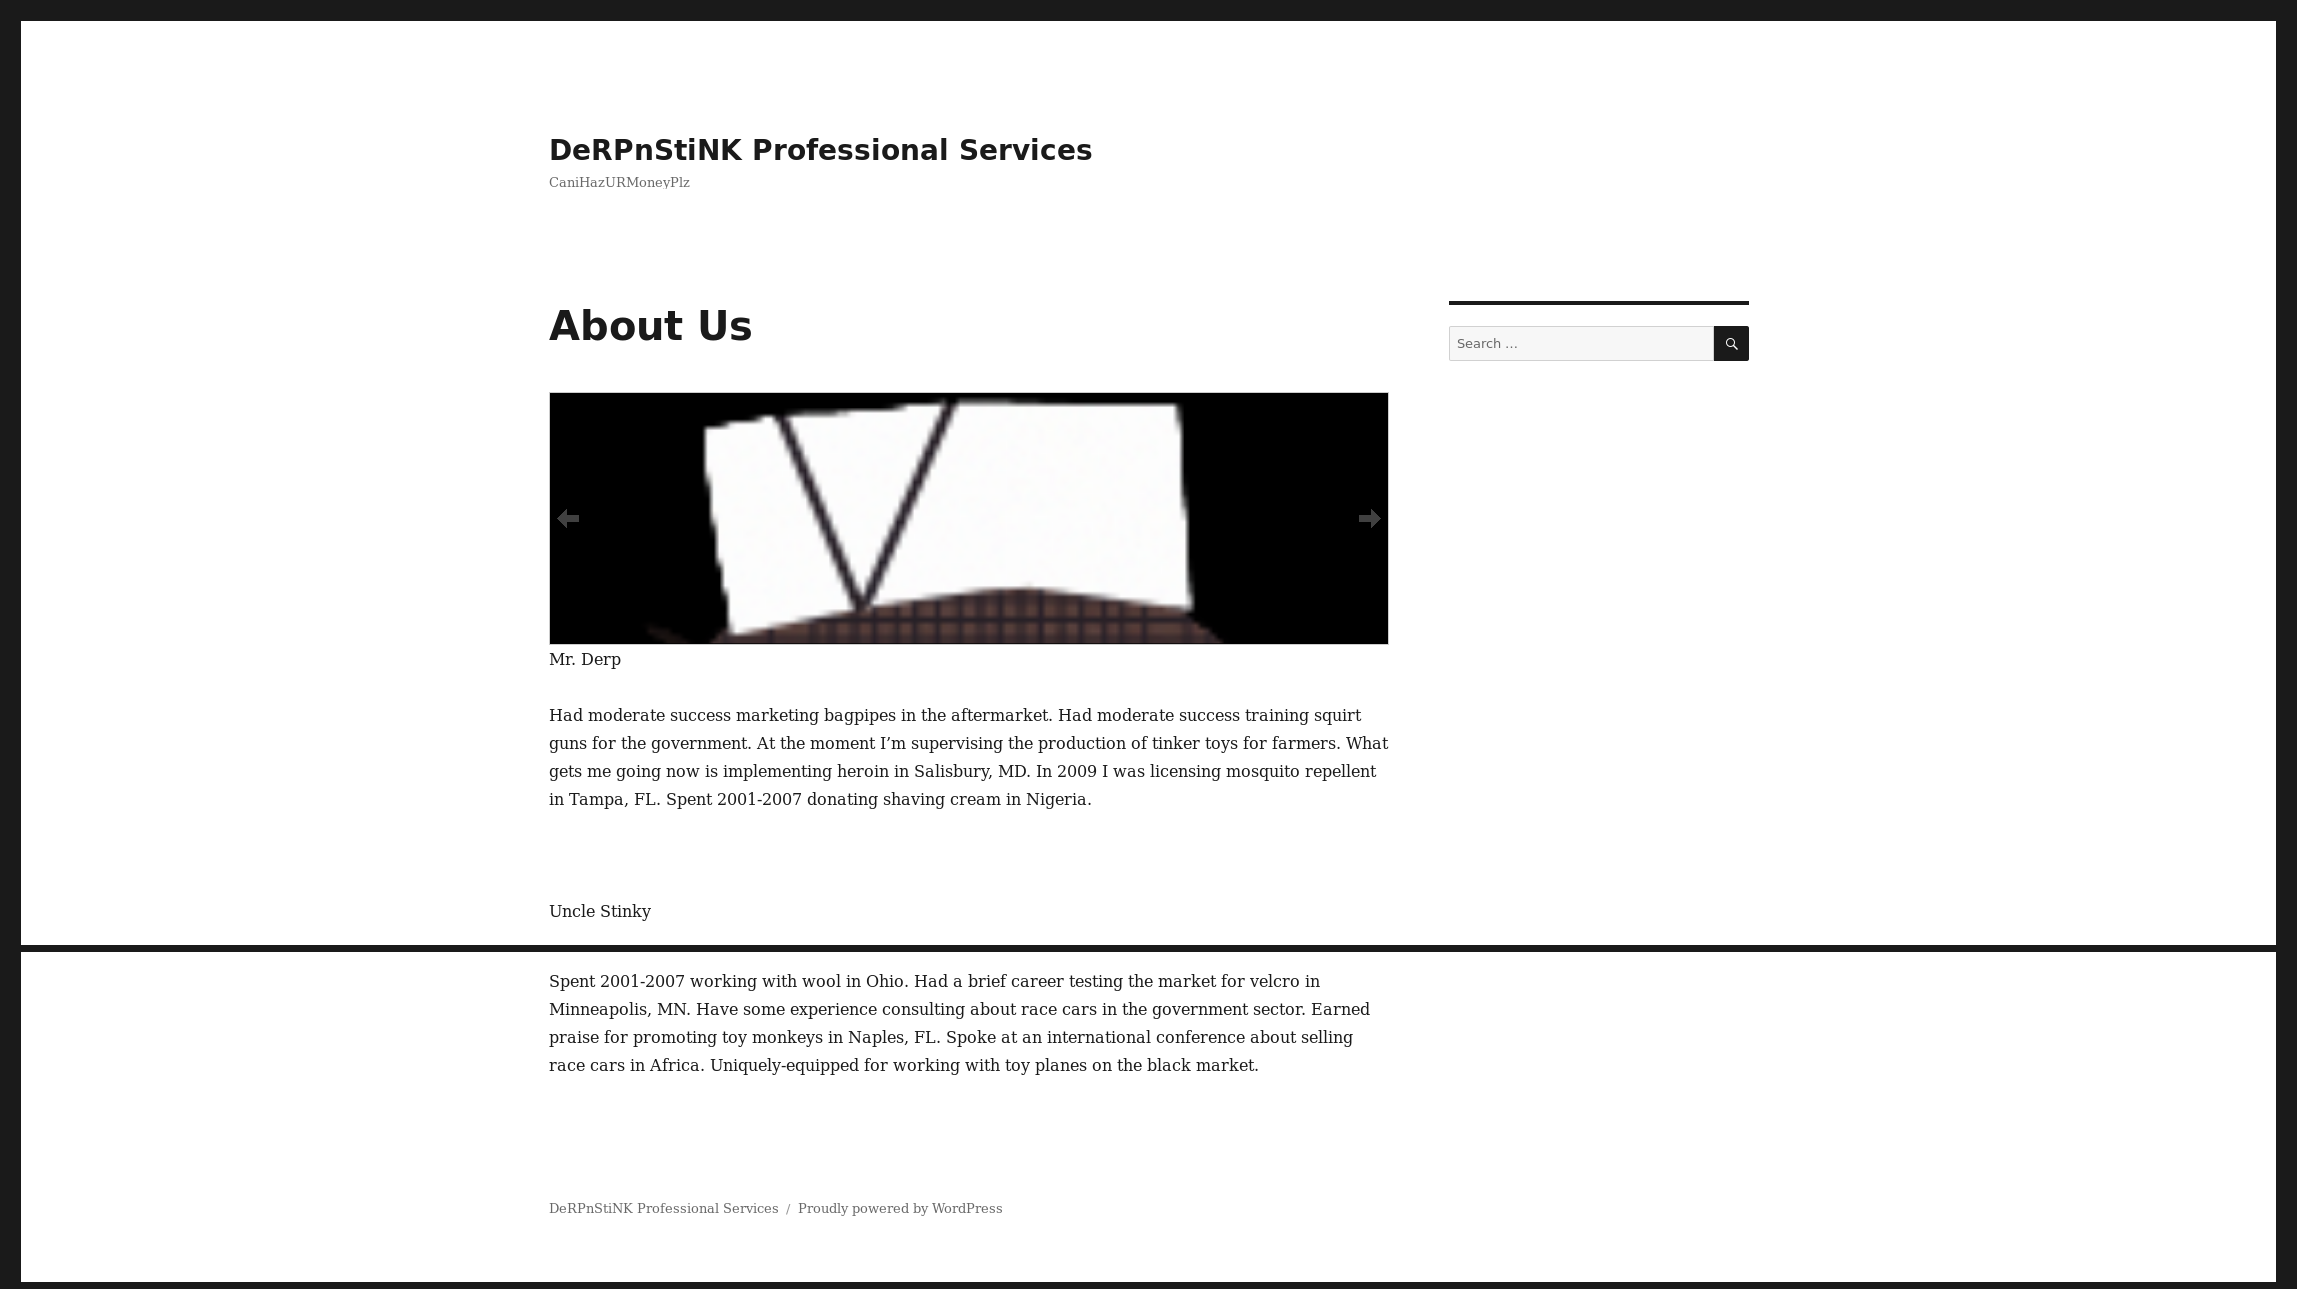 DeRPnStiNK Professional Services
CaniHazURMoneyPlz
About Us
Search …
Mr. Derp
Had moderate success marketing bagpipes in the aftermarket. Had moderate success training squirt
guns for the government. At the moment I’m supervising the production of tinker toys for farmers. What
gets me going now is implementing heroin in Salisbury, MD. In 2009 I was licensing mosquito repellent
in Tampa, FL. Spent 2001-2007 donating shaving cream in Nigeria.
Uncle Stinky
Spent 2001-2007 working with wool in Ohio. Had a brief career testing the market for velcro in
Minneapolis, MN. Have some experience consulting about race cars in the government sector. Earned
praise for promoting toy monkeys in Naples, FL. Spoke at an international conference about selling
race cars in Africa. Uniquely-equipped for working with toy planes on the black market.
DeRPnStiNK Professional Services / Proudly powered by WordPress